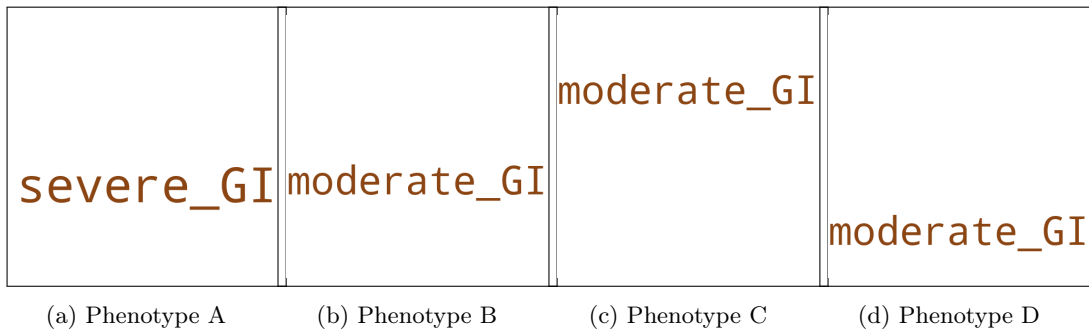 severe_GI
moderate_GI
moderate_GI
moderate_GI
(a) Phenotype A
(b) Phenotype B
(c) Phenotype C
(d) Phenotype D